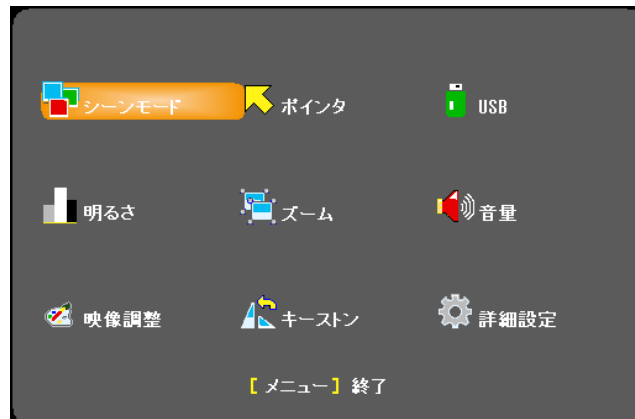 シーンモード ポインタ USB
明るさ ズーム 音量
映像調整 キーストン 詳細設定
[メニュー] 終了